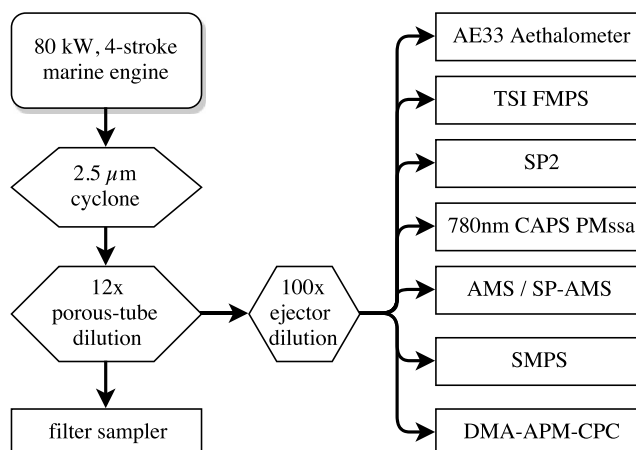 80 kW, 4-stroke
marine engine
2.5 µm
cyclone
12x
porous-tube
dilution
filter sampler
100x
ejector
dilution
AE33 Aethalometer
TSI FMPS
SP2
780nm CAPS PMssa
AMS / SP-AMS
SMPS
DMA-APM-CPC